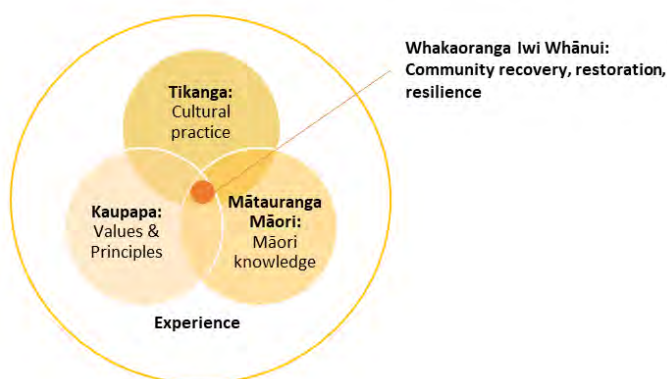 Whakaoranga Iwi Whānui:
Community recovery, restoration,
resilience
Tikanga:
Cultural
practice
Kaupapa:
Values &
Principles
Mātauranga
Māori:
Māori
knowledge
Experience